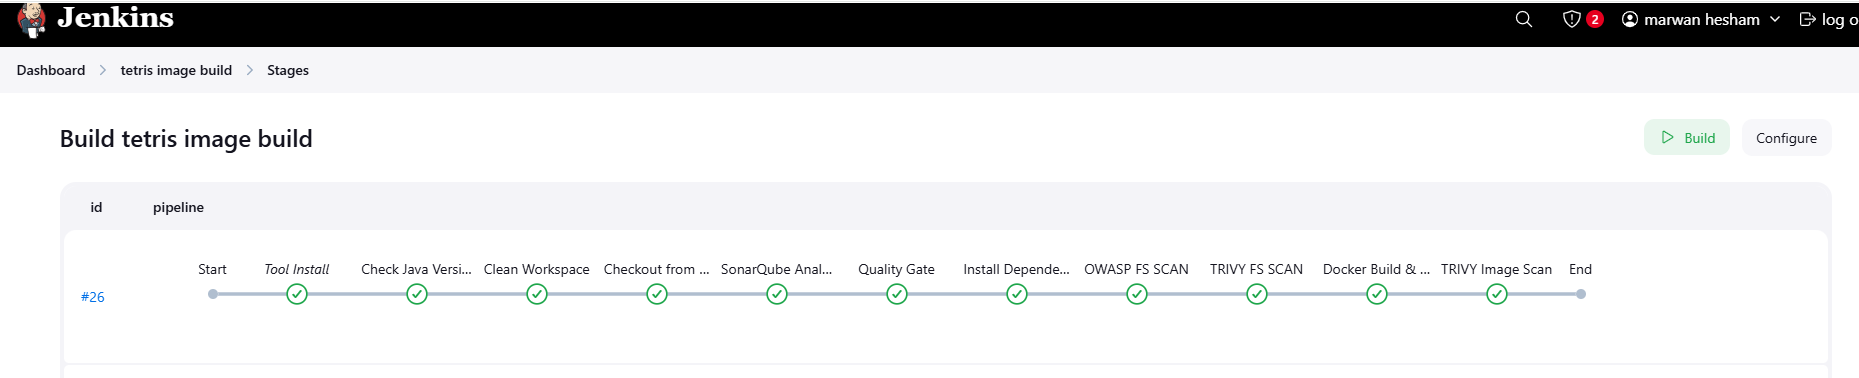 Jenkins
2
marwan hesham
log o
Dashboard > tetris image build > Stages
Build tetris image build
Build
Configure
id pipeline
Start Tool Install Check Java Versi... Clean Workspace Checkout from ... SonarQube Anal... Quality Gate Install Depende... OWASP FS SCAN TRIVY FS SCAN Docker Build & ... TRIVY Image Scan End
#26